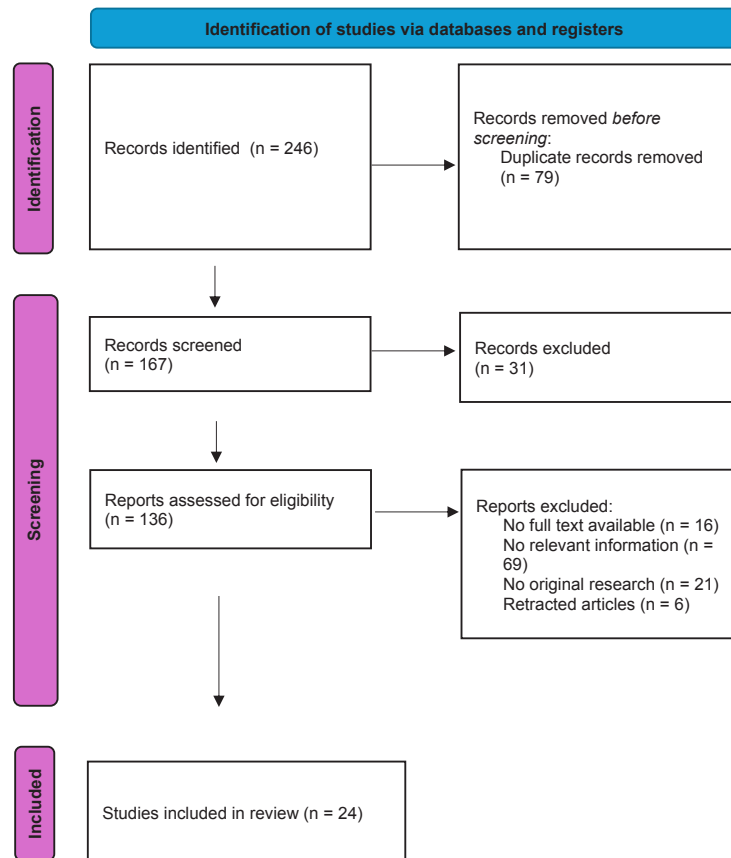 Identification of studies via databases and registers
Identification
Records identified (n = 246)
Records removed before
screening:
Duplicate records removed
(n = 79)
Screening
Records screened
(n = 167)
Records excluded
(n = 31)
Reports assessed for eligibility
(n = 136)
Reports excluded:
No full text available (n = 16)
No relevant information (n =
69)
No original research (n = 21)
Retracted articles (n = 6)
Included
Studies included in review (n = 24)